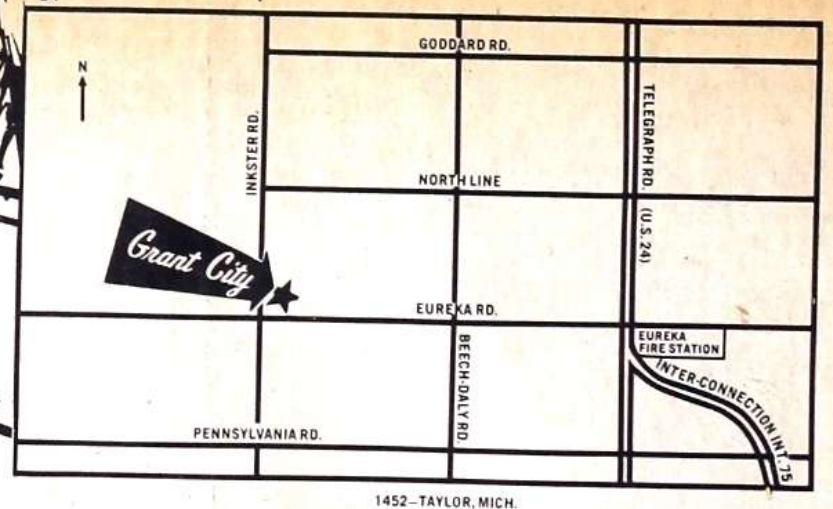 GODDARD RD.
N
INKSTER RD.
TELEGRAPH RD. (U.S. 24)
NORTH LINE
Grant City
EUREKA RD.
EUREKA
FIRE STATION
BEECH-DALY RD.
INTER-CONNECTION INT. 75
PENNSYLVANIA RD.
1452–TAYLOR, MICH.